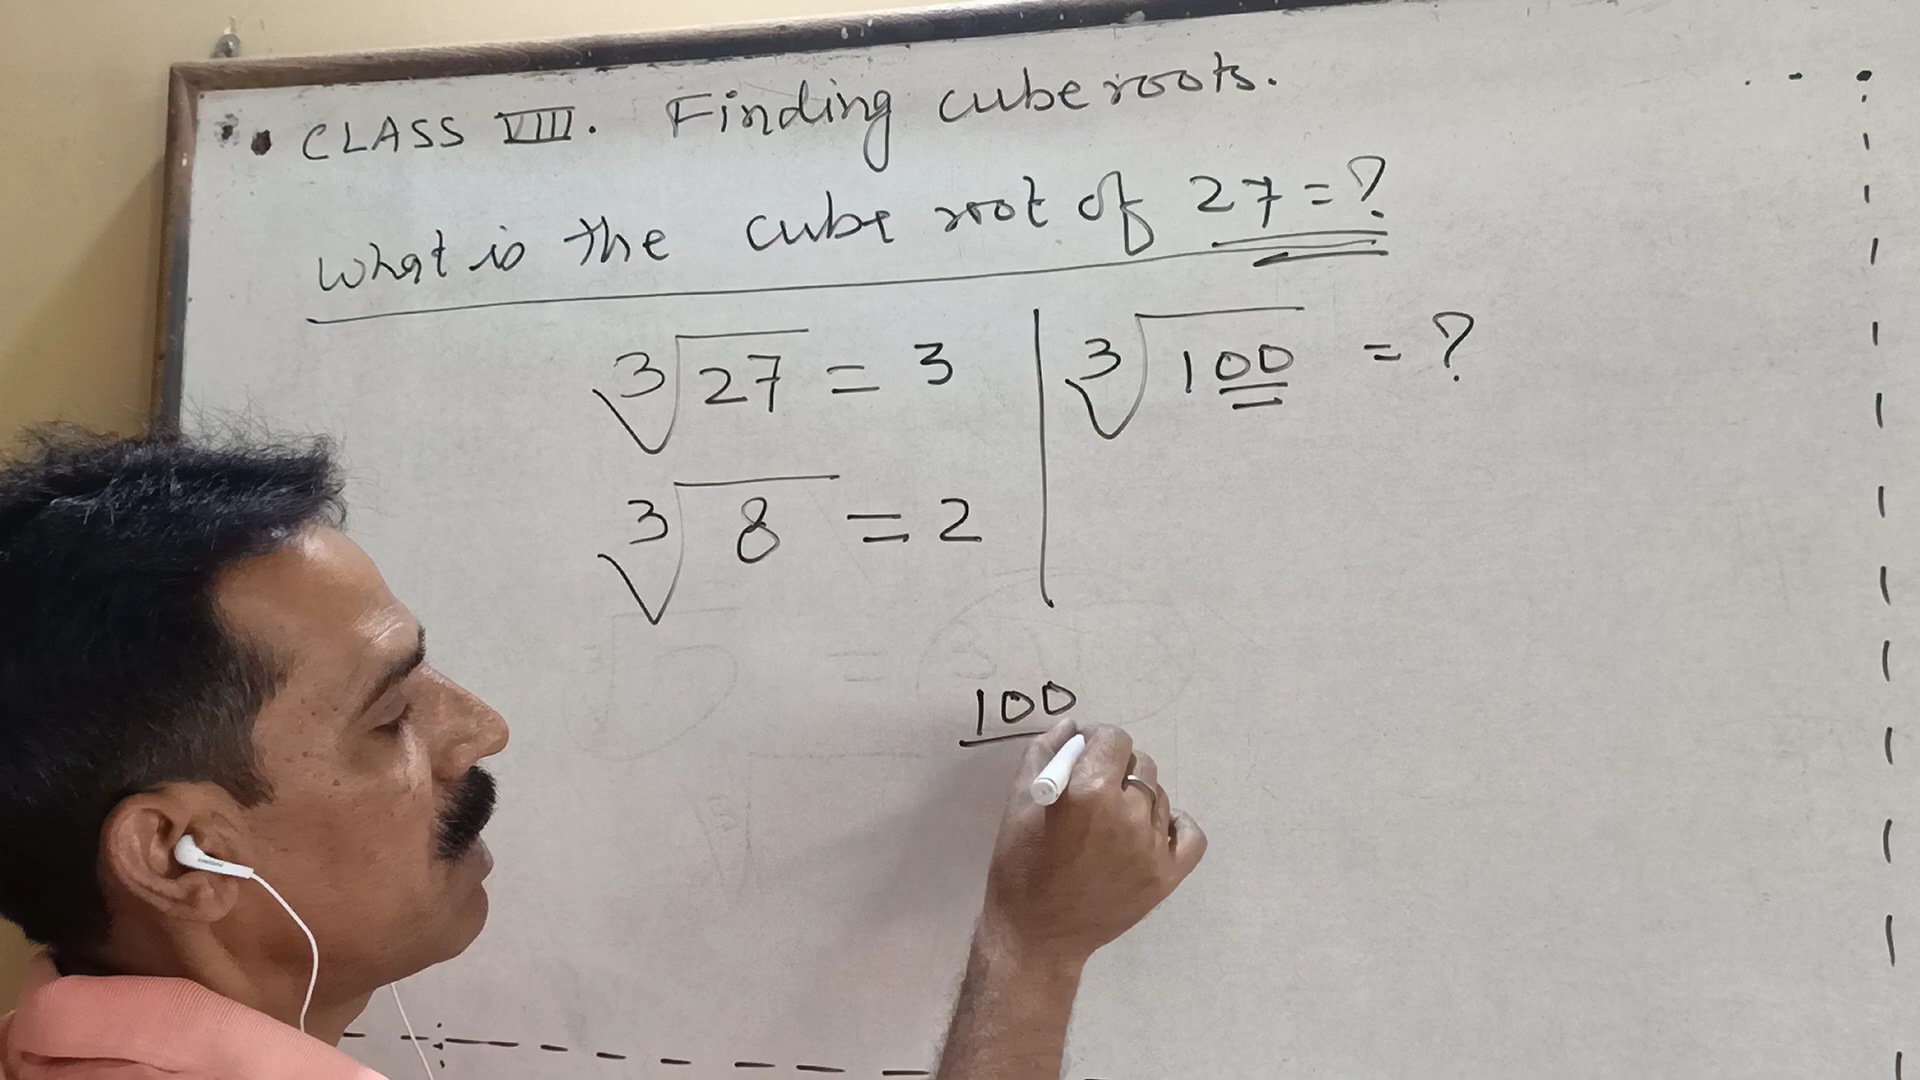 • CLASS VIII. Finding cube roots.
What is the cube root of 27 = ?
∛27 = 3
∛100 = ?
∛8 = 2
100